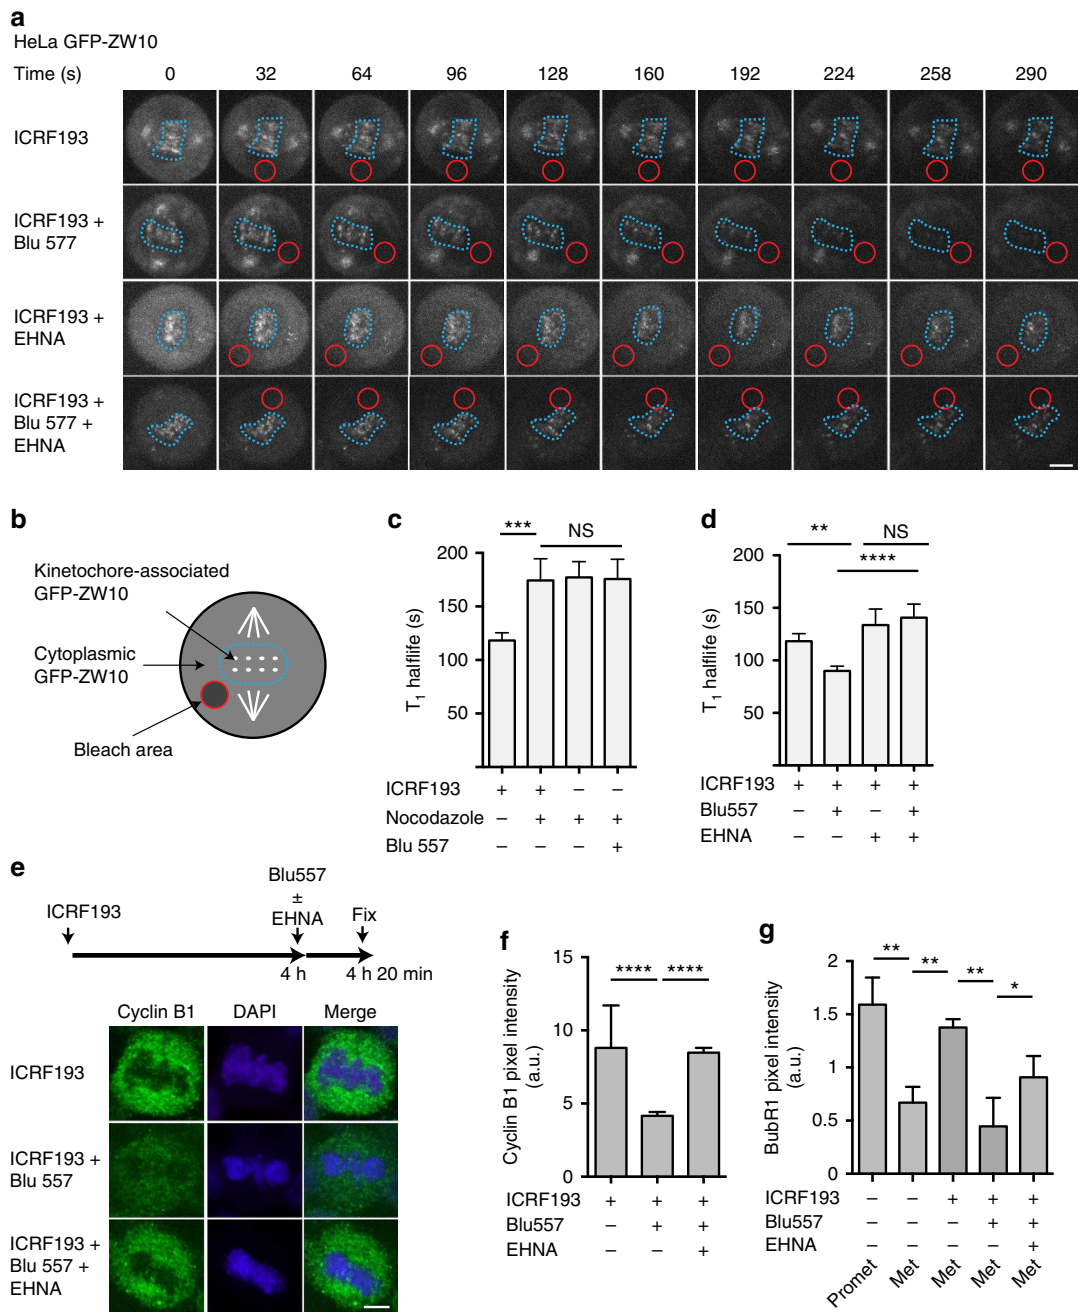 a
HeLa GFP-ZW10
Time (s) 0 32 64 96 128 160 192 224 258 290
ICRF193
ICRF193 +
Blu 577
ICRF193 +
EHNA
ICRF193 +
Blu 577 +
EHNA
b
Kinetochore-associated
GFP-ZW10
Cytoplasmic
GFP-ZW10
Bleach area
c
*** NS
200
150
100
50
T1 halflife (s)
ICRF193 + + – –
Nocodazole – + + +
Blu 557 – – – +
d
** NS
****
200
150
100
50
T1 halflife (s)
ICRF193 + + + +
Blu557 – + – +
EHNA – – + +
e
ICRF193
Blu557
±
EHNA
Fix
4 h
4 h 20 min
Cyclin B1 DAPI Merge
ICRF193
ICRF193 +
Blu 557
ICRF193 +
Blu 557 +
EHNA
f
**** ****
15
10
5
0
Cyclin B1 pixel intensity
(a.u.)
ICRF193 + + +
Blu557 – + +
EHNA – – +
g
** ** ** *
2
1.5
1
0.5
0
BubR1 pixel intensity
(a.u.)
ICRF193 – – + + +
Blu557 – – – + +
EHNA – – – – +
Promet Met Met Met Met